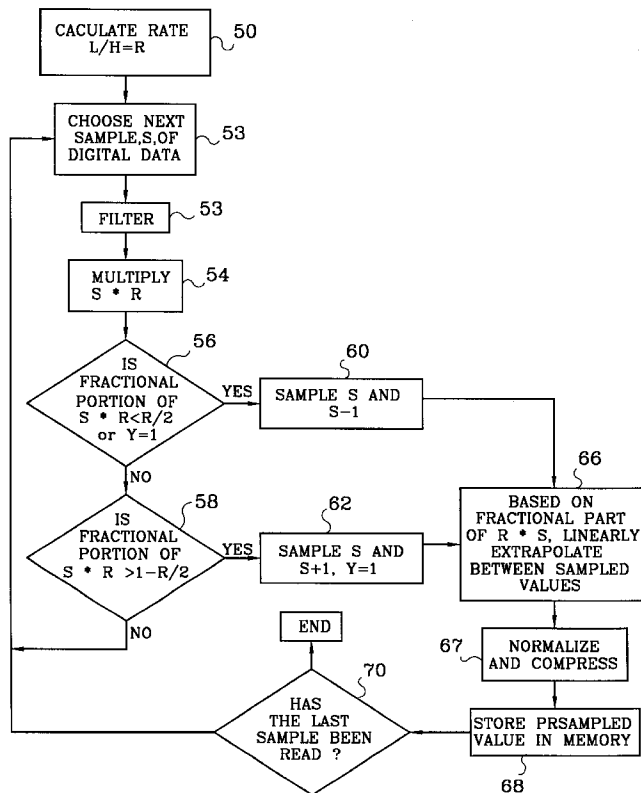 CACULATE RATE
L/H=R
50
CHOOSE NEXT
SAMPLE,S,OF
DIGITAL DATA
53
FILTER
53
MULTIPLY
S * R
54
IS
FRACTIONAL
PORTION OF
S * R<R/2
or Y=1
56
YES
SAMPLE S AND
S-1
60
NO
IS
FRACTIONAL
PORTION OF
S * R >1-R/2
58
YES
SAMPLE S AND
S+1, Y=1
62
NO
BASED ON
FRACTIONAL PART
OF R * S, LINEARLY
EXTRAPOLATE
BETWEEN SAMPLED
VALUES
66
NORMALIZE
AND COMPRESS
67
STORE PRSAMPLED
VALUE IN MEMORY
68
HAS
THE LAST
SAMPLE BEEN
READ ?
70
END